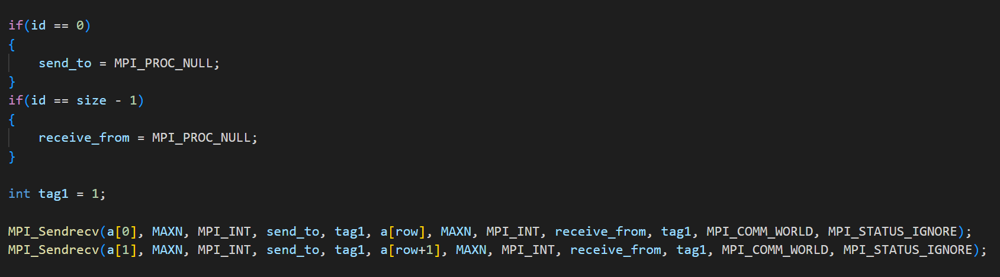 if(id == 0)
{
    send_to = MPI_PROC_NULL;
}
if(id == size - 1)
{
    receive_from = MPI_PROC_NULL;
}

int tag1 = 1;

MPI_Sendrecv(a[0], MAXN, MPI_INT, send_to, tag1, a[row], MAXN, MPI_INT, receive_from, tag1, MPI_COMM_WORLD, MPI_STATUS_IGNORE);
MPI_Sendrecv(a[1], MAXN, MPI_INT, send_to, tag1, a[row+1], MAXN, MPI_INT, receive_from, tag1, MPI_COMM_WORLD, MPI_STATUS_IGNORE);